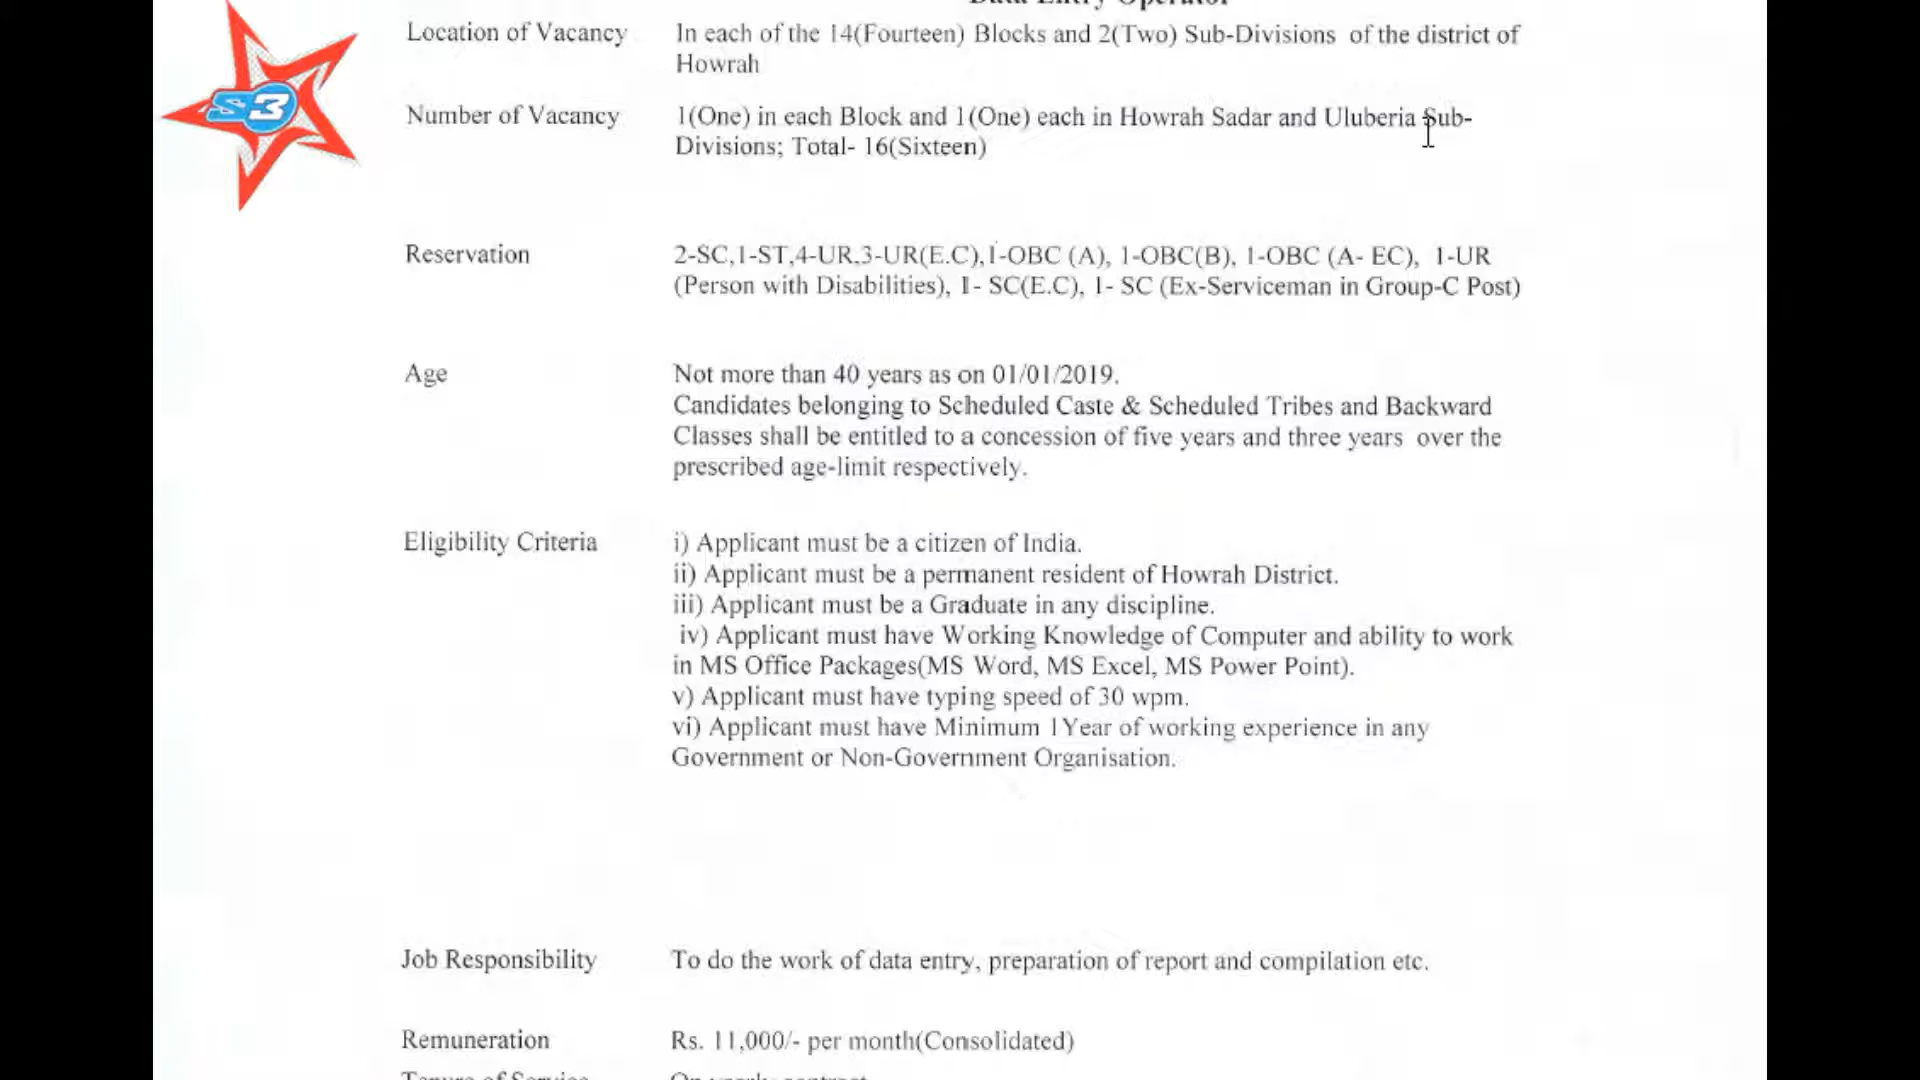 Data Entry Operator
Location of Vacancy In each of the 14(Fourteen) Blocks and 2(Two) Sub-Divisions of the district of
Howrah
S3
Number of Vacancy 1(One) in each Block and 1(One) each in Howrah Sadar and Uluberia Sub-
Divisions; Total- 16(Sixteen)
Reservation 2-SC,1-ST,4-UR,3-UR(E.C),1-OBC (A), 1-OBC(B), 1-OBC (A- EC), 1-UR
(Person with Disabilities), 1- SC(E.C), 1- SC (Ex-Serviceman in Group-C Post)
Age Not more than 40 years as on 01/01/2019.
Candidates belonging to Scheduled Caste & Scheduled Tribes and Backward
Classes shall be entitled to a concession of five years and three years over the
prescribed age-limit respectively.
Eligibility Criteria i) Applicant must be a citizen of India.
ii) Applicant must be a permanent resident of Howrah District.
iii) Applicant must be a Graduate in any discipline.
iv) Applicant must have Working Knowledge of Computer and ability to work
in MS Office Packages(MS Word, MS Excel, MS Power Point).
v) Applicant must have typing speed of 30 wpm.
vi) Applicant must have Minimum 1Year of working experience in any
Government or Non-Government Organisation.
Job Responsibility To do the work of data entry, preparation of report and compilation etc.
Remuneration Rs. 11,000/- per month(Consolidated)
Tenure of Service On yearly contract